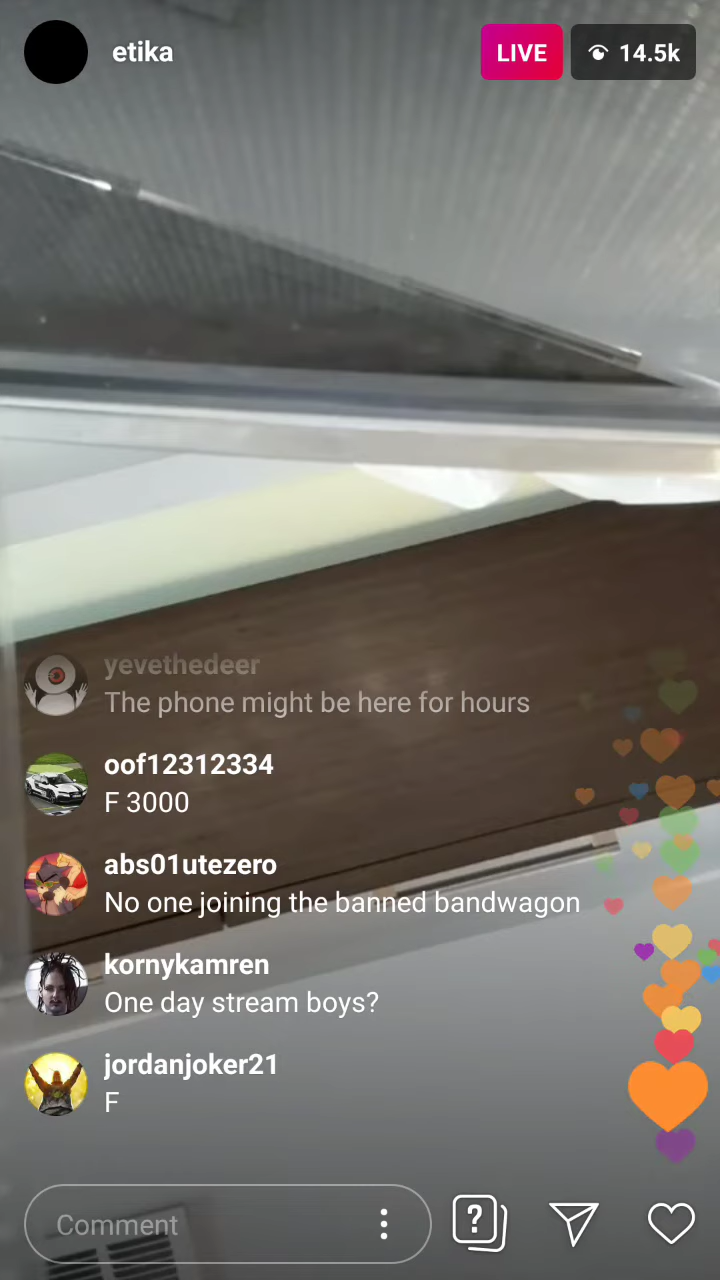 etika
LIVE
14.5k
yevethedeer
The phone might be here for hours
oof12312334
F 3000
abs01utezero
No one joining the banned bandwagon
kornykamren
One day stream boys?
jordanjoker21
F
Comment
?